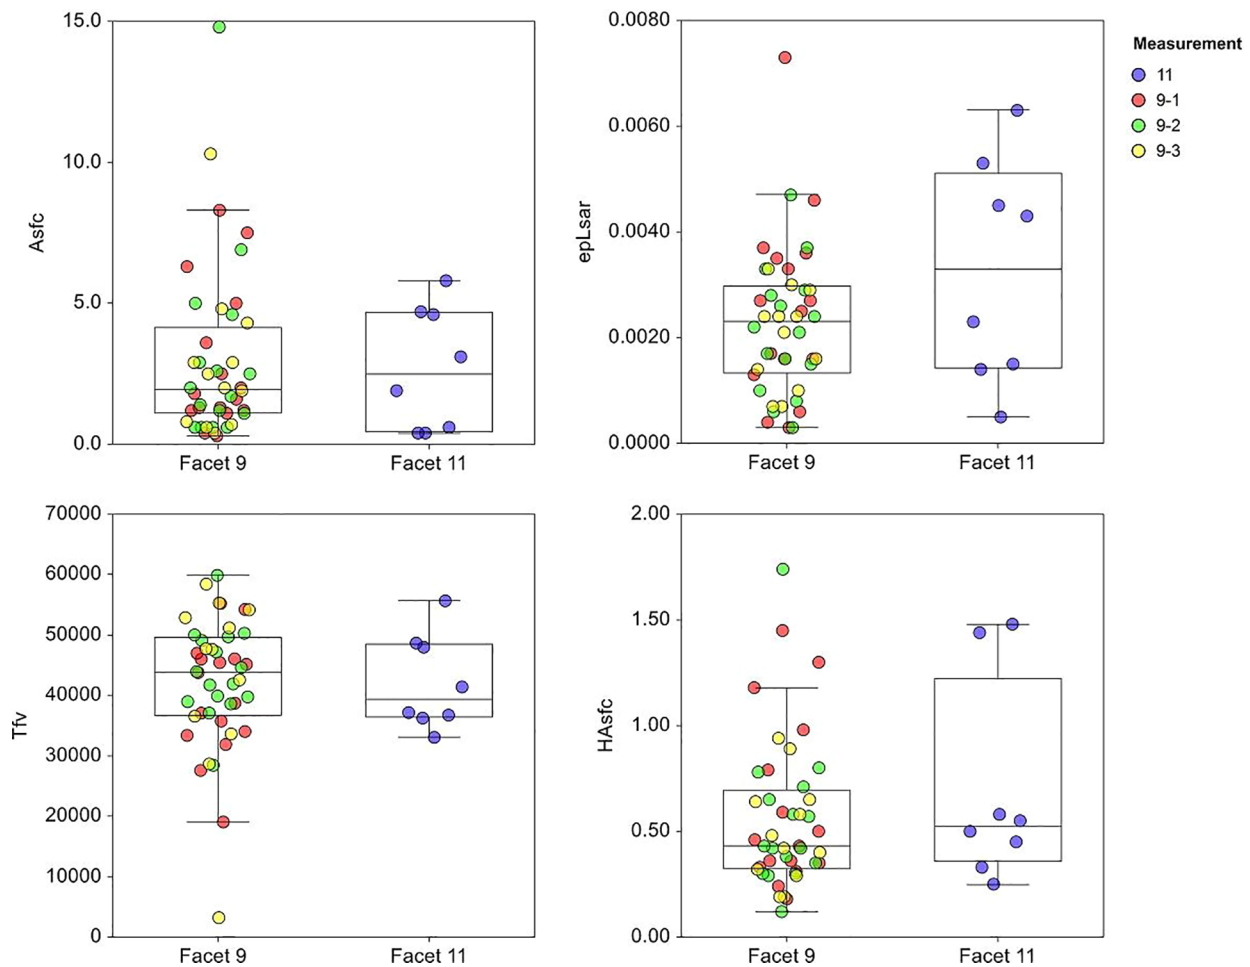 15.0
10.0
5.0
0.0
Asfc
Facet 9
Facet 11
0.0080
0.0060
0.0040
0.0020
0.0000
epLsar
Facet 9
Facet 11
Measurement
11
9-1
9-2
9-3
70000
60000
50000
40000
30000
20000
10000
0
Tfv
Facet 9
Facet 11
2.00
1.50
1.00
0.50
0.00
HAsfc
Facet 9
Facet 11